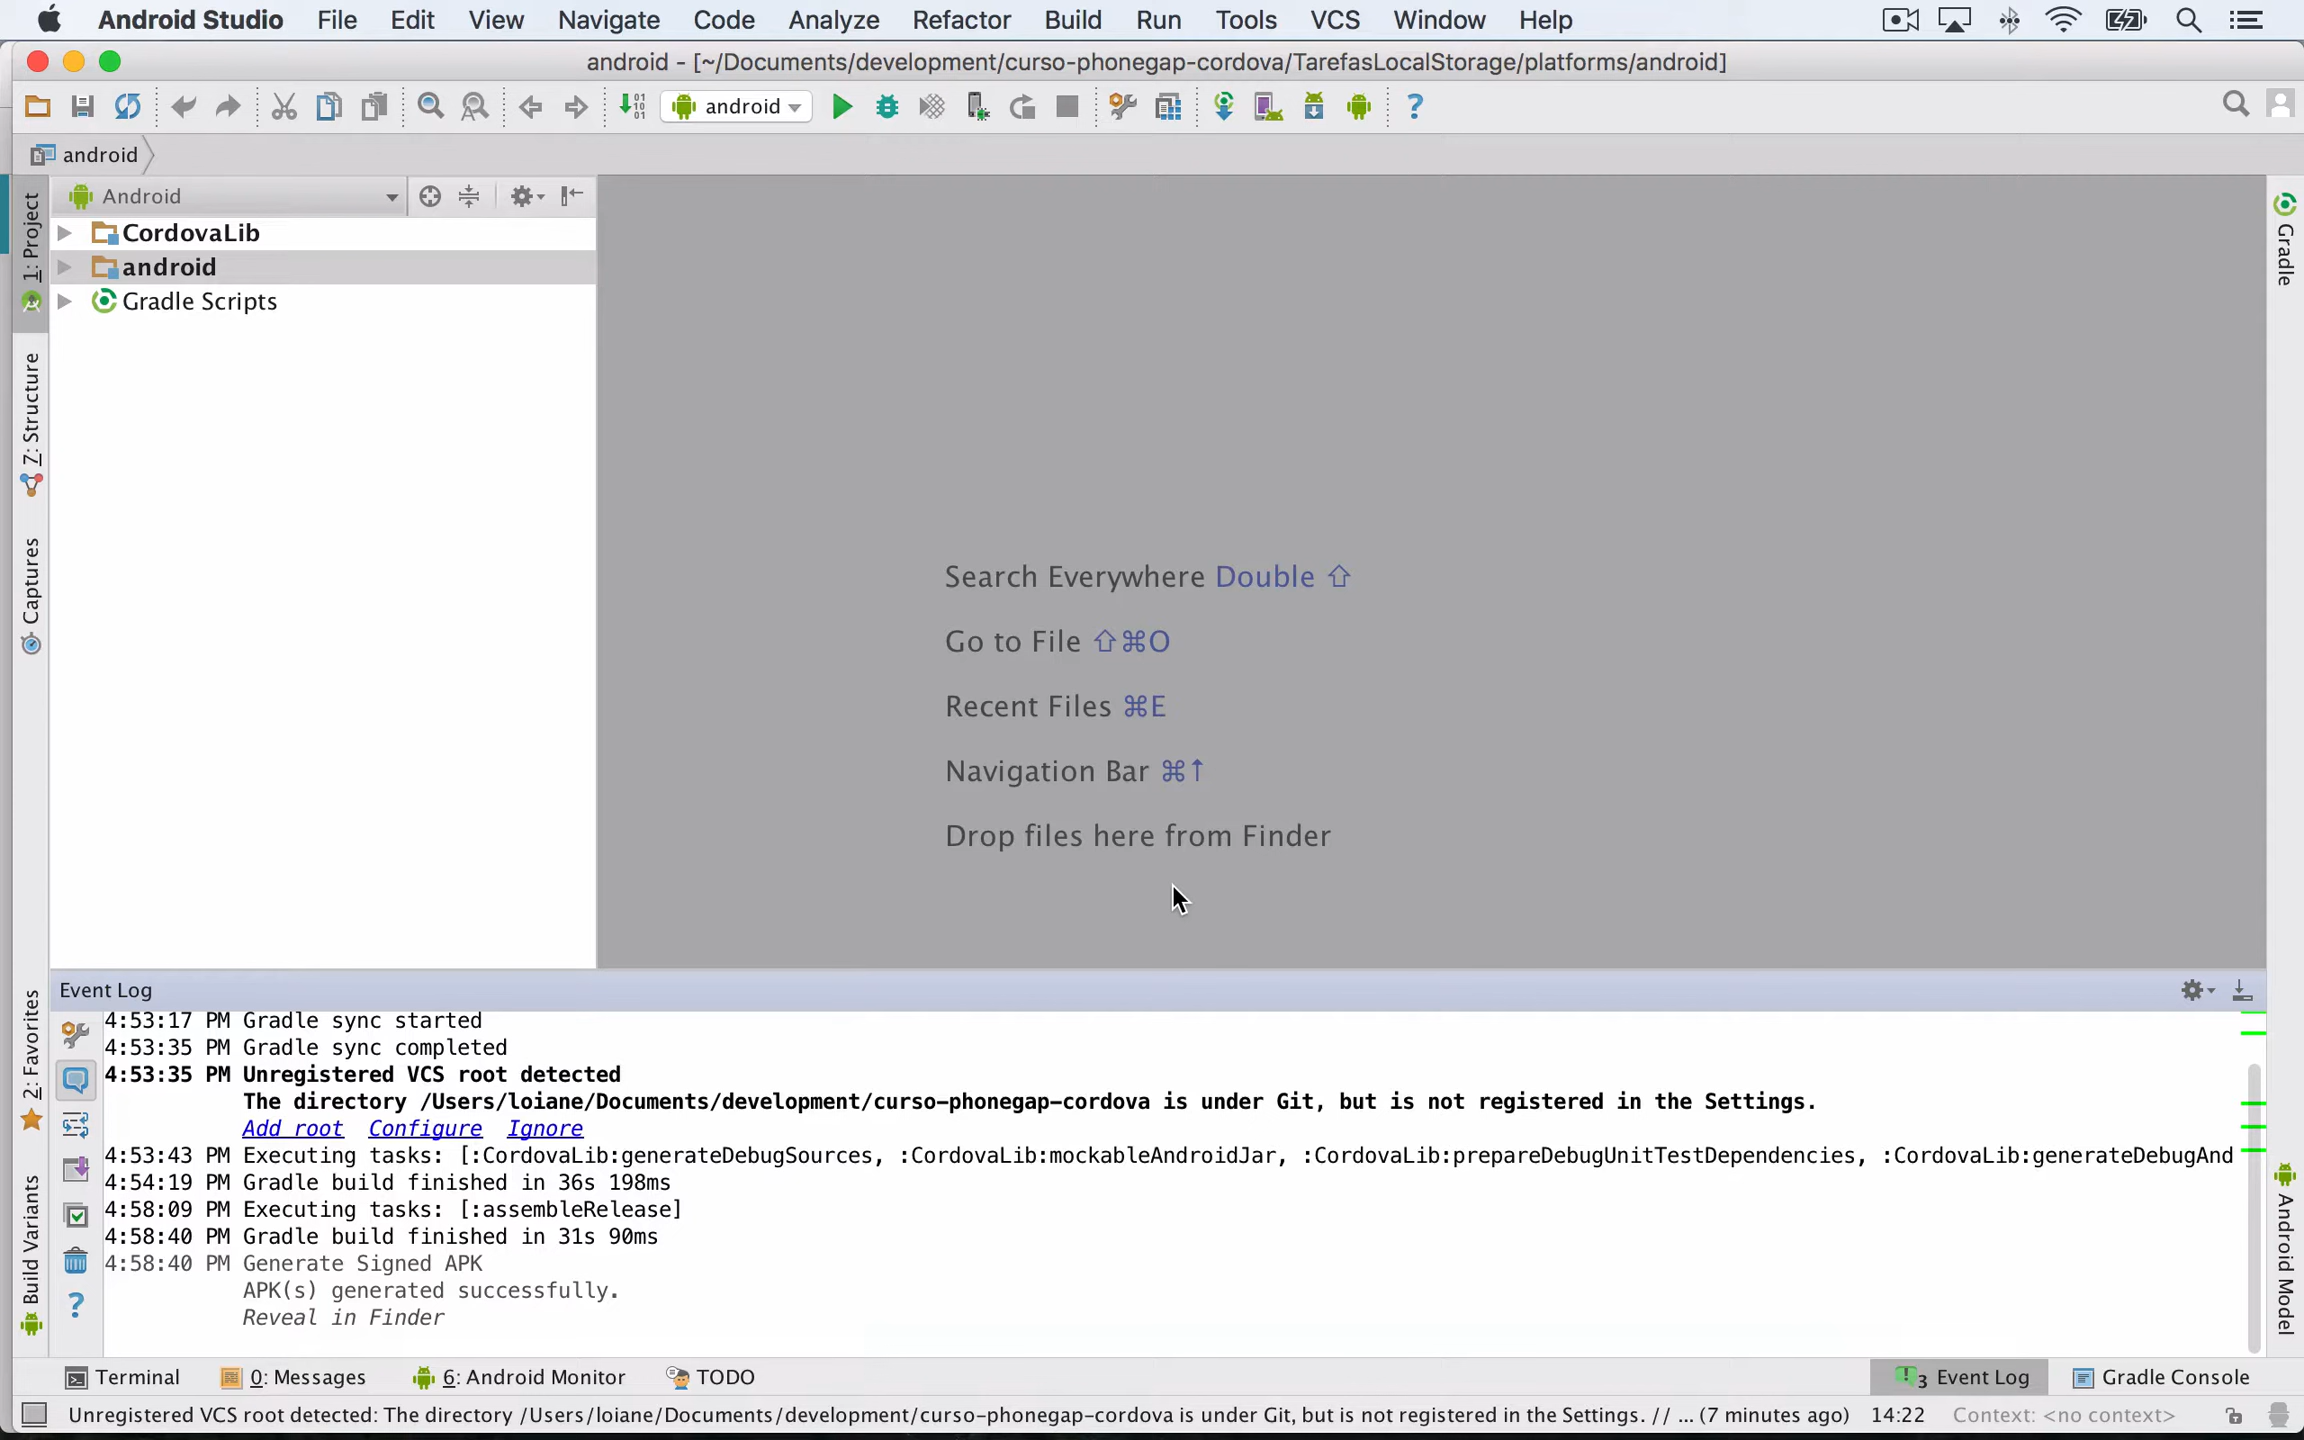 Android Studio File Edit View Navigate Code Analyze Refactor Build Run Tools VCS Window Help
android - [~/Documents/development/curso-phonegap-cordova/TarefasLocalStorage/platforms/android]
android
android
Android
CordovaLib
android
Gradle Scripts
1: Project
7: Structure
Captures
2: Favorites
Build Variants
Gradle
Android Model
Search Everywhere Double ⇧
Go to File ⇧⌘O
Recent Files ⌘E
Navigation Bar ⌘↑
Drop files here from Finder
Event Log
4:53:17 PM Gradle sync started
4:53:35 PM Gradle sync completed
4:53:35 PM Unregistered VCS root detected
The directory /Users/loiane/Documents/development/curso-phonegap-cordova is under Git, but is not registered in the Settings.
Add root Configure Ignore
4:53:43 PM Executing tasks: [:CordovaLib:generateDebugSources, :CordovaLib:mockableAndroidJar, :CordovaLib:prepareDebugUnitTestDependencies, :CordovaLib:generateDebugAnd
4:54:19 PM Gradle build finished in 36s 198ms
4:58:09 PM Executing tasks: [:assembleRelease]
4:58:40 PM Gradle build finished in 31s 90ms
4:58:40 PM Generate Signed APK
APK(s) generated successfully.
Reveal in Finder
Terminal 0: Messages 6: Android Monitor TODO 3 Event Log Gradle Console
Unregistered VCS root detected: The directory /Users/loiane/Documents/development/curso-phonegap-cordova is under Git, but is not registered in the Settings. // ... (7 minutes ago) 14:22 Context: <no context>